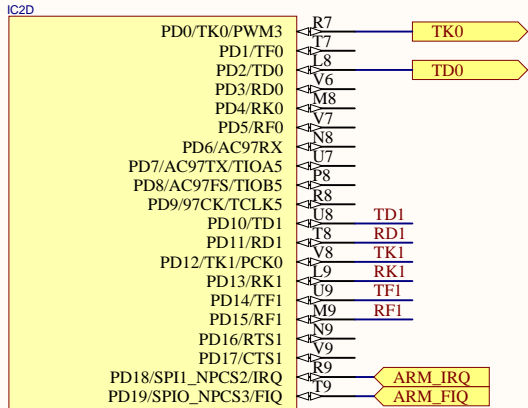 IC2D
PD0/TK0/PWM3 R7 TK0
PD1/TF0 T7
PD2/TD0 L8 TD0
PD3/RD0 V6
PD4/RK0 M8
PD5/RF0 V7
PD6/AC97RX N8
PD7/AC97TX/TIOA5 U7
PD8/AC97FS/TIOB5 P8
PD9/97CK/TCLK5 R8
PD10/TD1 U8 TD1
PD11/RD1 T8 RD1
PD12/TK1/PCK0 V8 TK1
PD13/RK1 L9 RK1
PD14/TF1 U9 TF1
PD15/RF1 M9 RF1
PD16/RTS1 N9
PD17/CTS1 V9
PD18/SPI1_NPCS2/IRQ R9 ARM_IRQ
PD19/SPIO_NPCS3/FIQ T9 ARM_FIQ